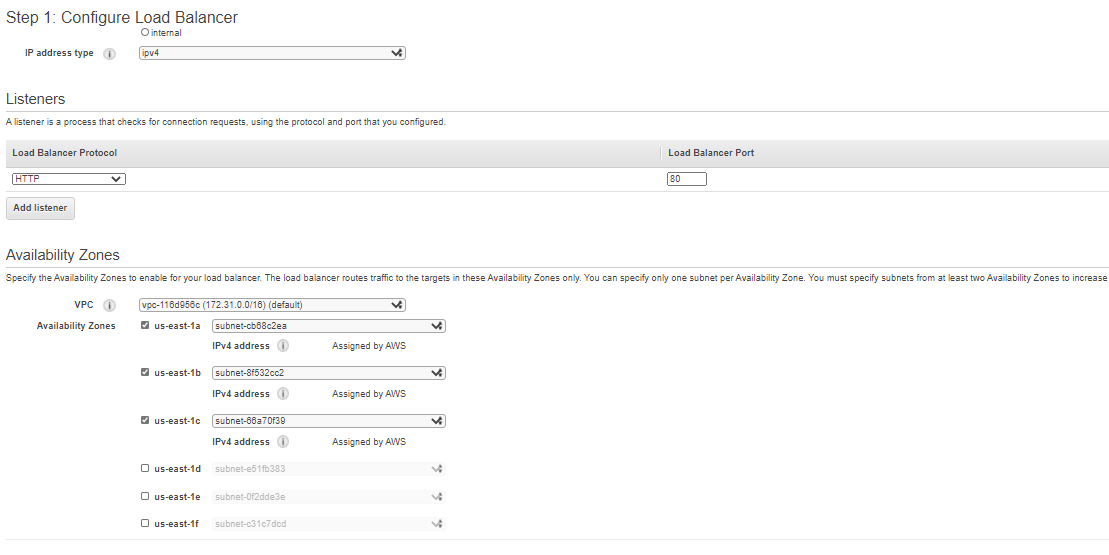 Step 1: Configure Load Balancer
internal
IP address type i ipv4
Listeners
A listener is a process that checks for connection requests, using the protocol and port that you configured.
Load Balancer Protocol Load Balancer Port
HTTP 80
Add listener
Availability Zones
Specify the Availability Zones to enable for your load balancer. The load balancer routes traffic to the targets in these Availability Zones only. You can specify only one subnet per Availability Zone. You must specify subnets from at least two Availability Zones to increase
VPC i vpc-116d956c (172.31.0.0/16) (default)
Availability Zones us-east-1a subnet-cb68c2ea
IPv4 address i Assigned by AWS
us-east-1b subnet-8f532cc2
IPv4 address i Assigned by AWS
us-east-1c subnet-66a70f39
IPv4 address i Assigned by AWS
us-east-1d subnet-e51fb383
us-east-1e subnet-0f2dde3e
us-east-1f subnet-c31c7dcd